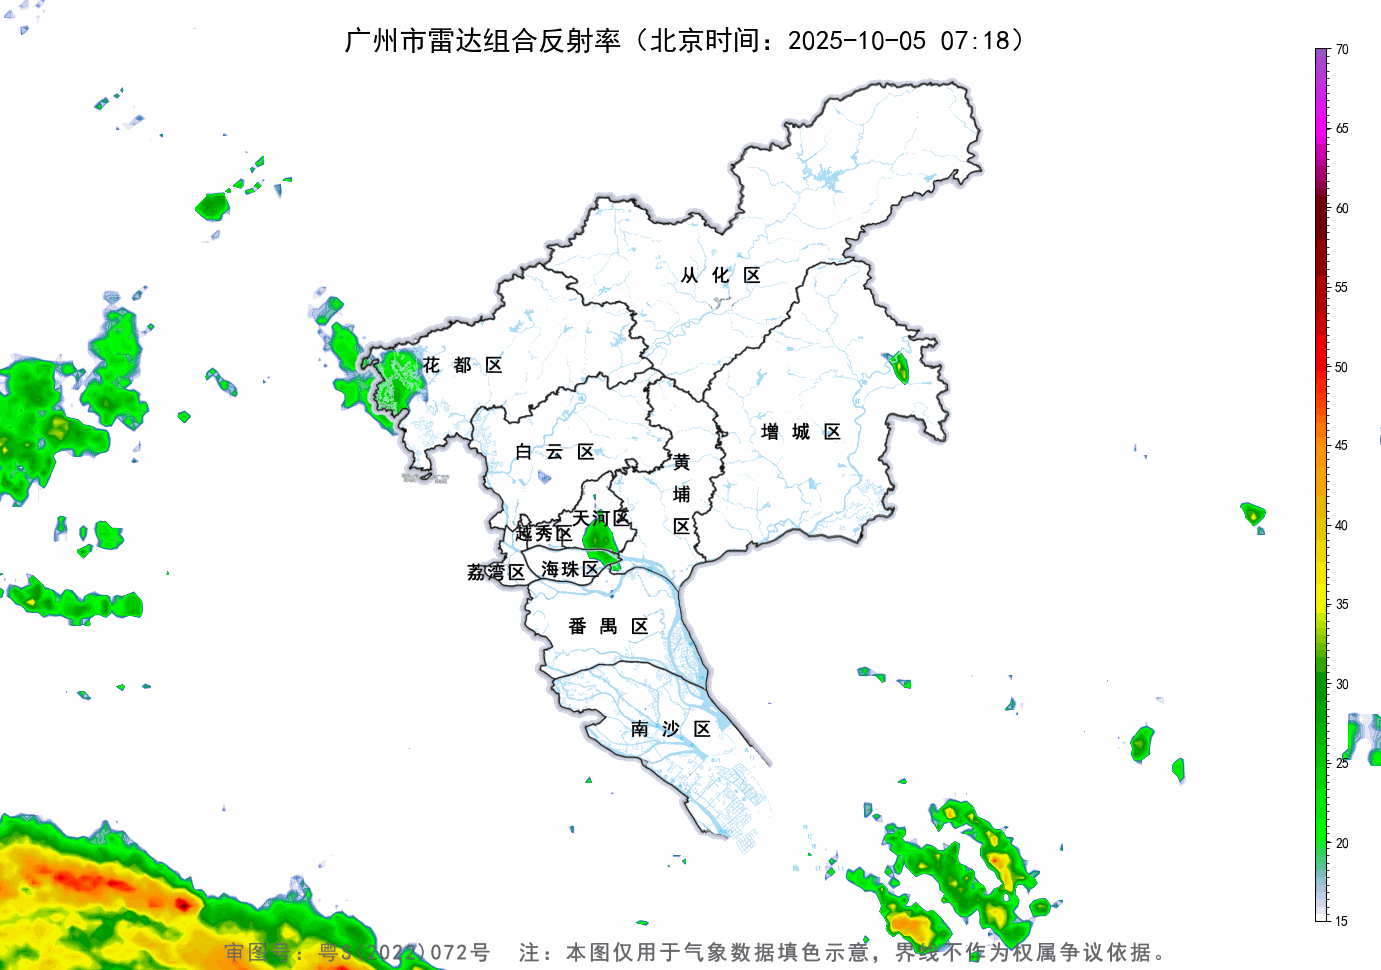 广州市雷达组合反射率（北京时间：2025-10-05 07:18）
70
65
60
55
50
45
40
35
30
25
20
15
从化区
花都区
增城区
白云区
黄埔区
天河区
越秀区
荔湾区
海珠区
番禺区
南沙区
审图号：粤S(2022)072号 注：本图仅用于气象数据填色示意，界线不作为权属争议依据。